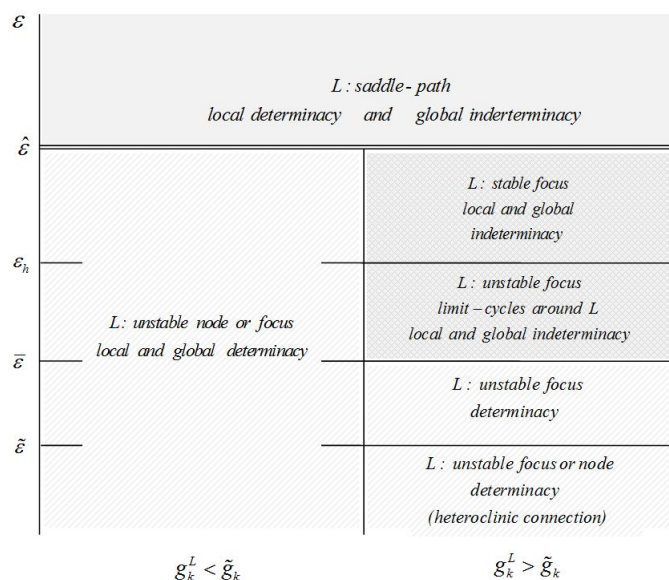 ε
L : saddle - path
local determinacy and global inderterminacy
ε̂
L : stable focus
local and global
indeterminacy
ε_h
L : unstable focus
limit – cycles around L
local and global indeterminacy
L: unstable node or focus
local and global determinacy
ε̅
L : unstable focus
determinacy
ε̃
L : unstable focus or node
determinacy
(heteroclinic connection)
g_k^L < g̃_k
g_k^L > g̃_k